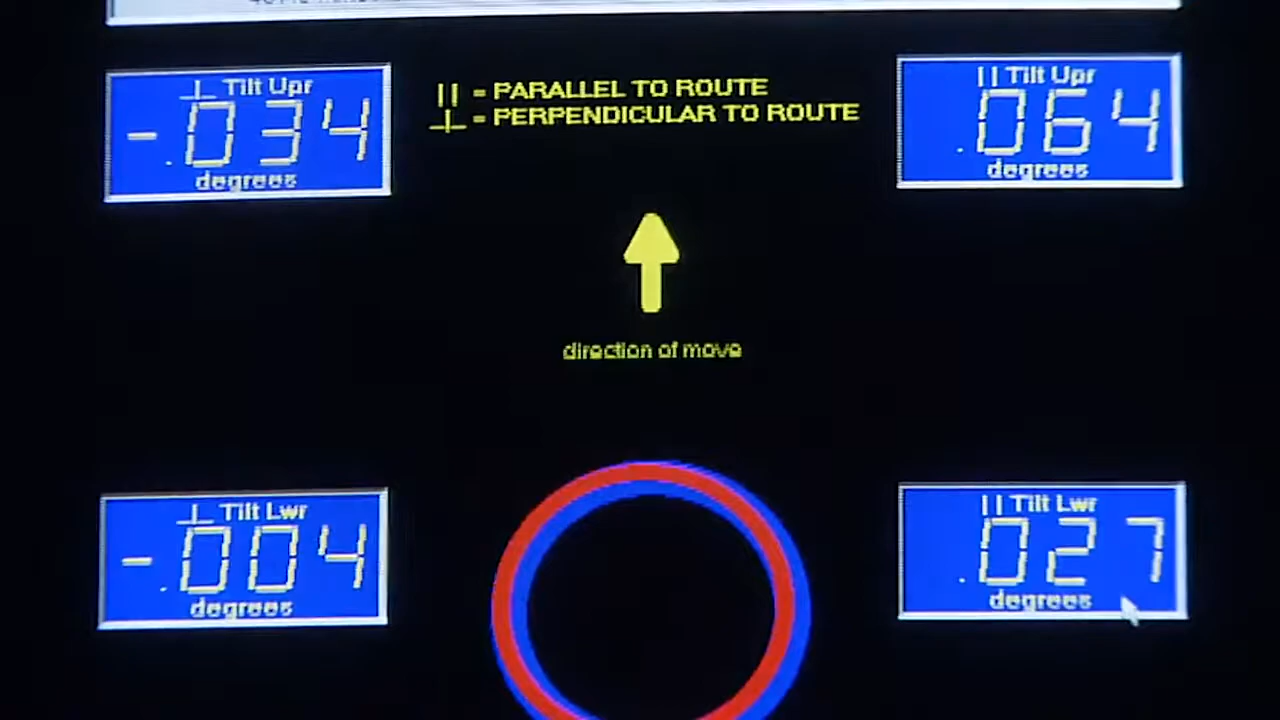 ⊥ Tilt Upr
-.034
degrees
|| = PARALLEL TO ROUTE
⊥ = PERPENDICULAR TO ROUTE
|| Tilt Upr
.064
degrees
direction of move
⊥ Tilt Lwr
-.004
degrees
|| Tilt Lwr
.027
degrees